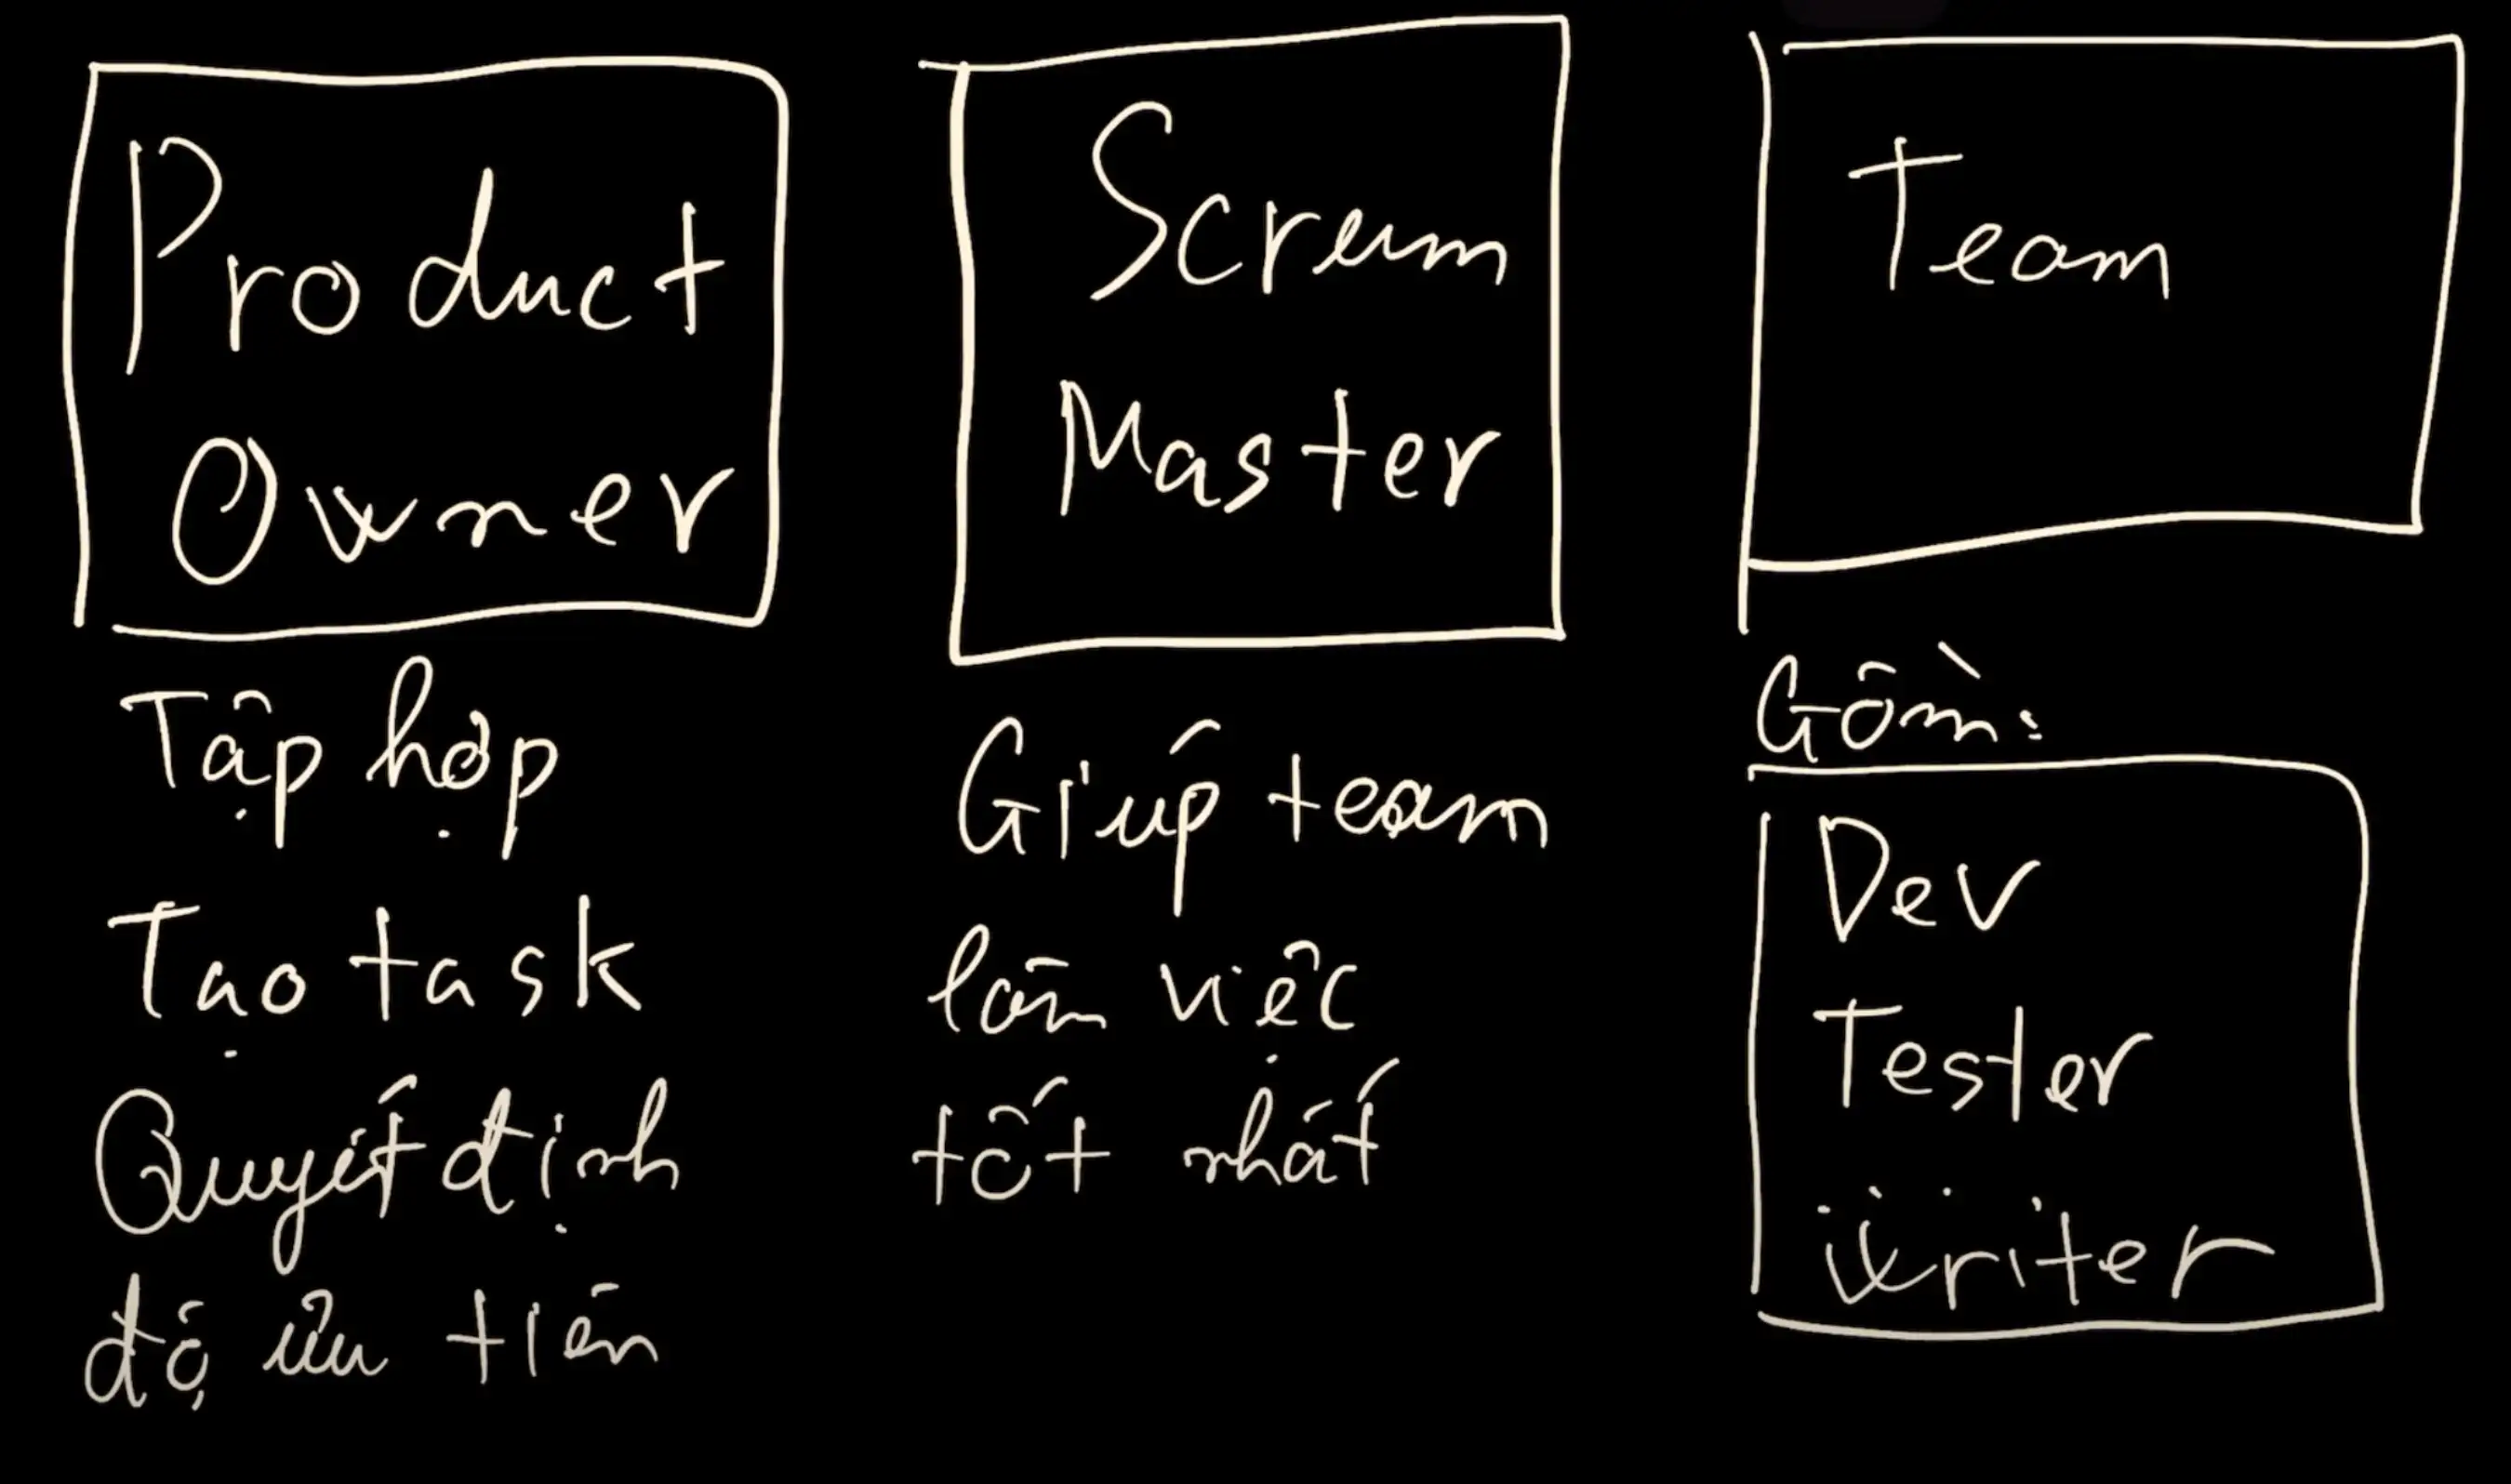 Product
Owner
Tập hợp
Tạo task
Quyết định
độ ưu tiên
Scrum
Master
Giúp team
làm việc
tốt nhất
Team
Gồm:
Dev
Tester
Writer